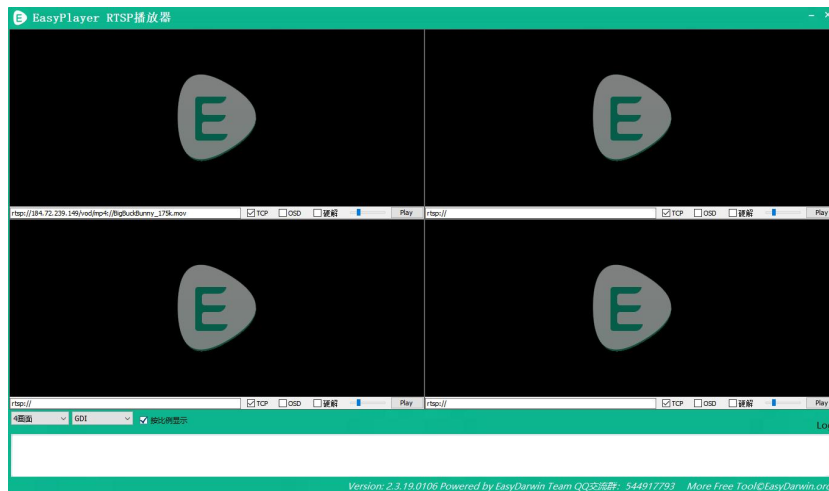 EasyPlayer RTSP播放器
E E
rtsp://184.72.239.149/vod/mp4://BigBuckBunny_175k.mov TCP OSD 硬解 Play rtsp:// TCP OSD 硬解 Play
E E
rtsp:// TCP OSD 硬解 Play rtsp:// TCP OSD 硬解 Play
4画面 GDI 按比例显示
Version: 2.3.19.0106 Powered by EasyDarwin Team QQ交流群: 544917793 More Free Tool©EasyDarwin.org